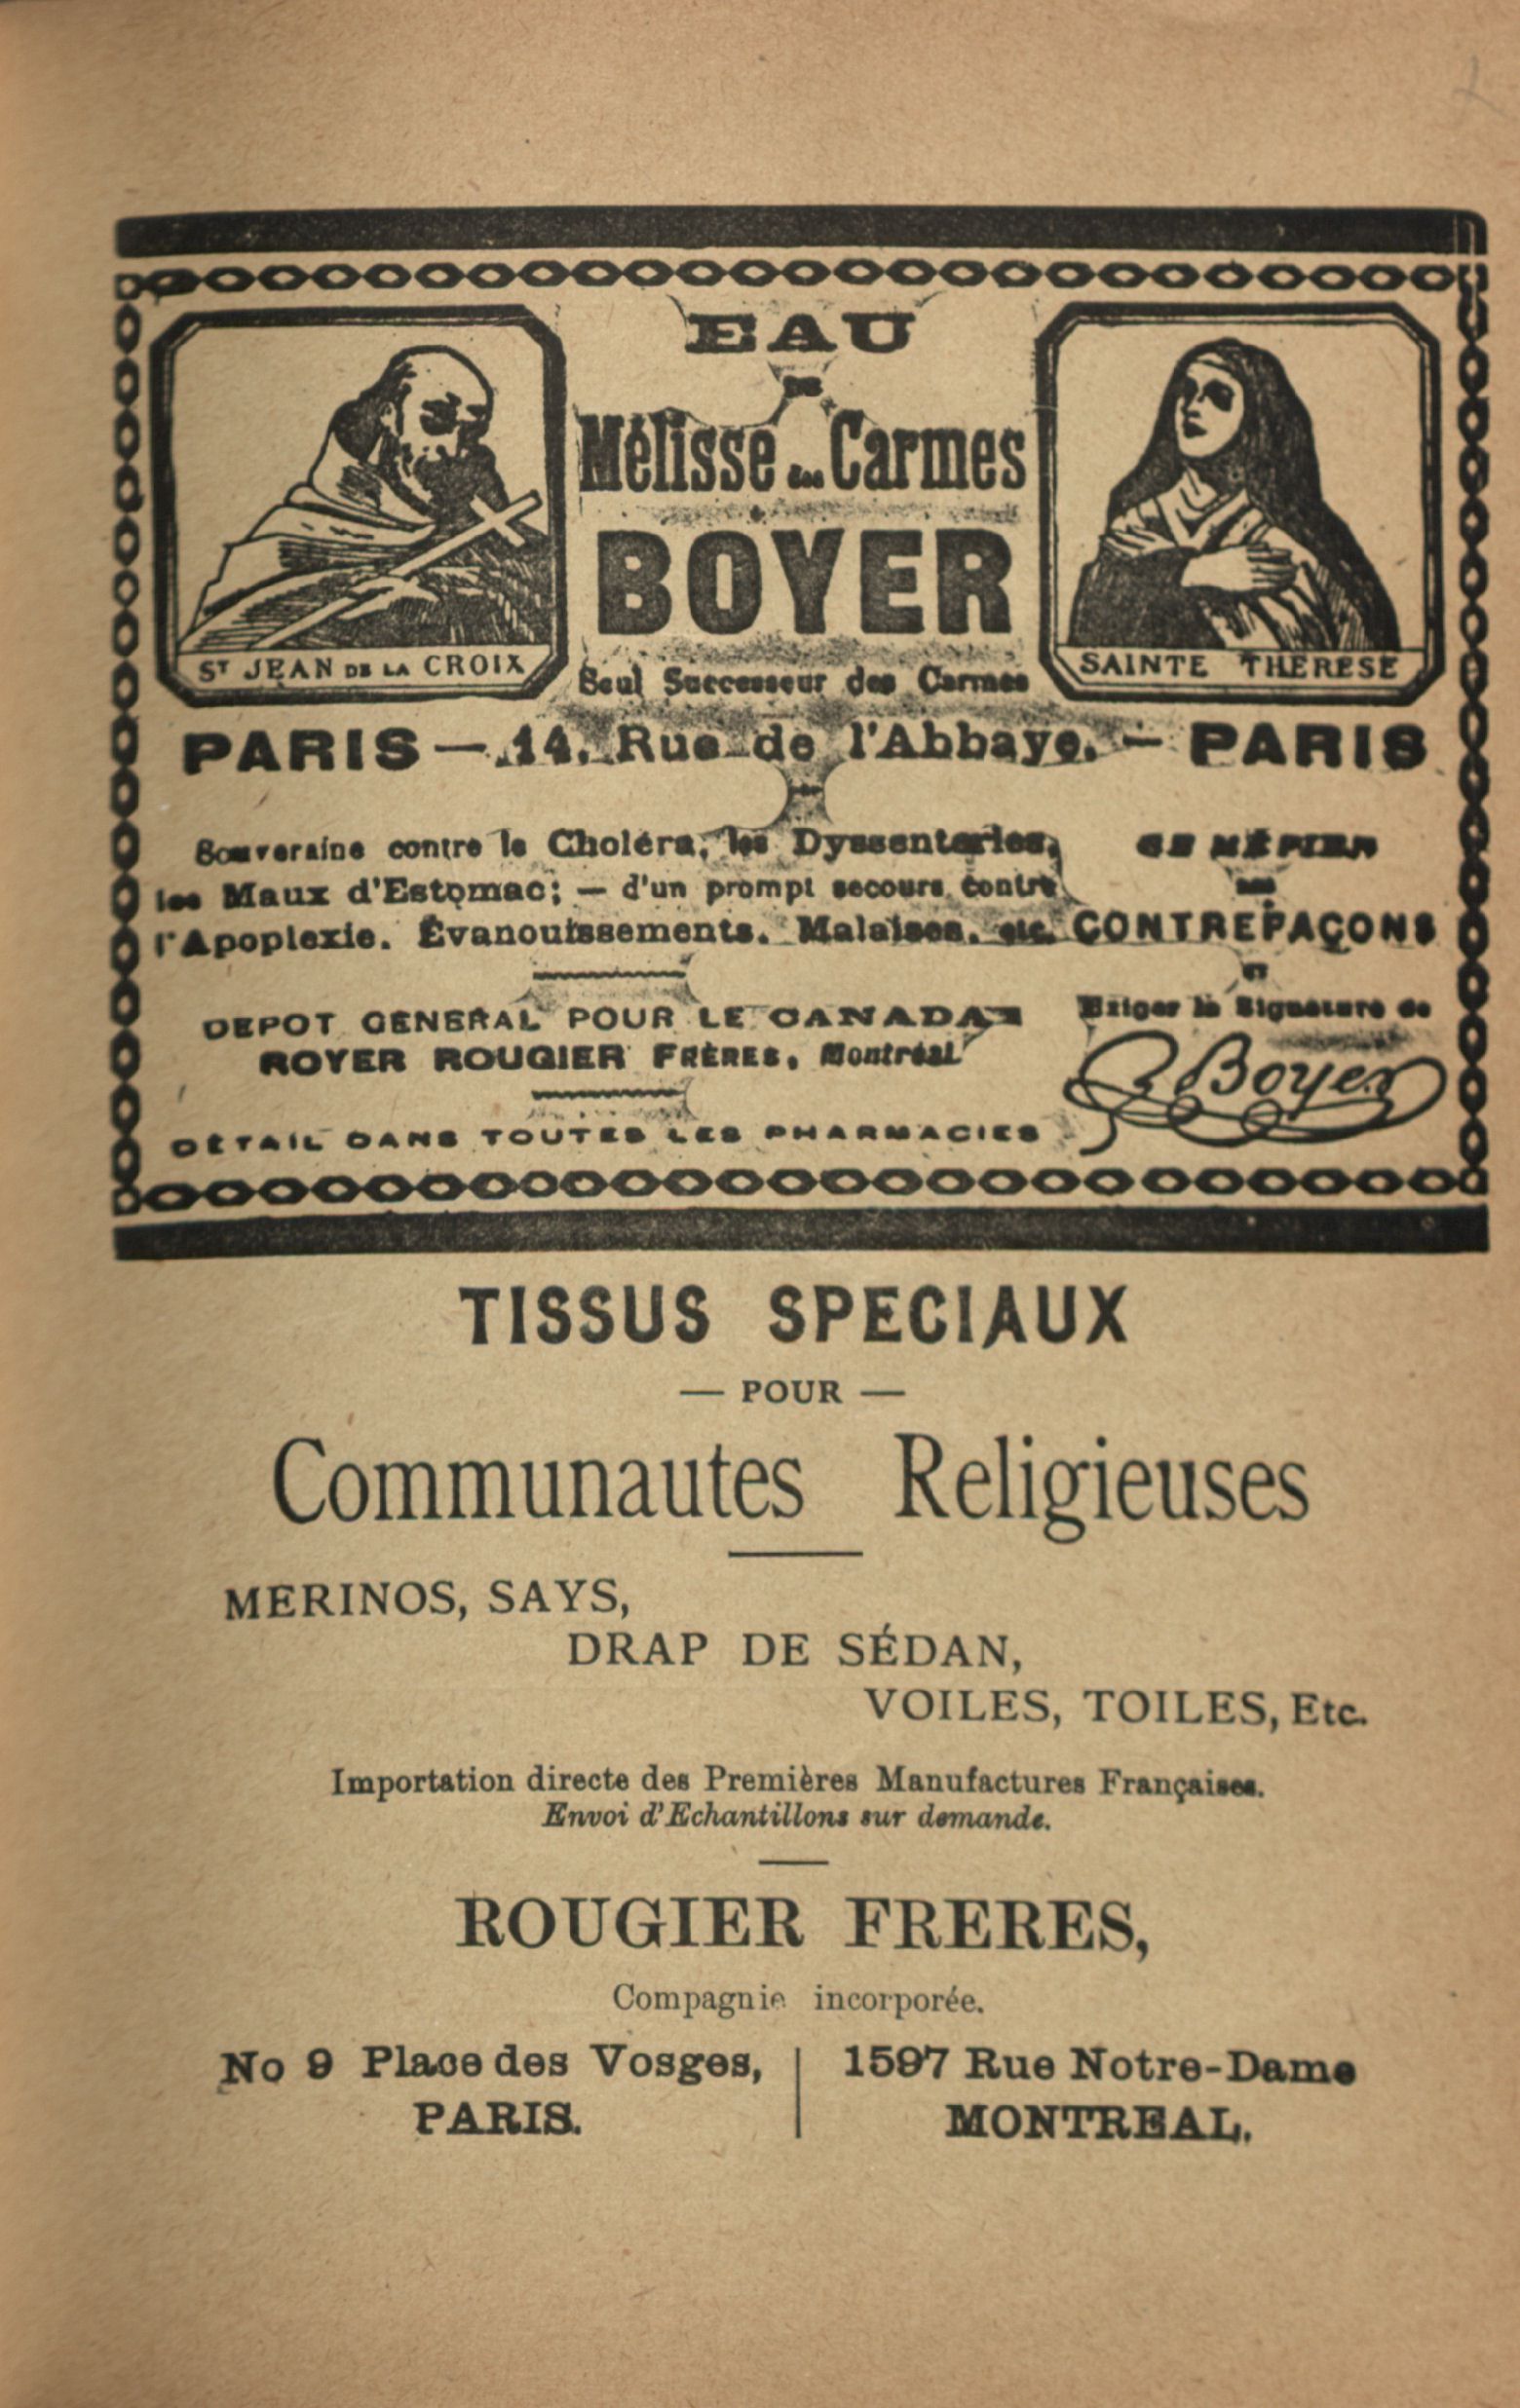 EAU
DE
Mélisse des Carmes
BOYER
Seul Successeur des Carmes
ST JEAN DE LA CROIX
SAINTE THERESE
PARIS — 14, Rue de l'Abbaye, — PARIS
Souveraine contre le Choléra, les Dyssenteries,
les Maux d'Estomac; — d'un prompt secours contre
l'Apoplexie, Évanouissements, Malaises, etc.
SE MÉFIER
DES
CONTREFAÇONS
ET
Exiger la Signature de
Boyer
DEPOT GENERAL POUR LE CANADA
ROYER ROUGIER FRÈRES, Montréal
DÉTAIL DANS TOUTES LES PHARMACIES
TISSUS SPECIAUX
— POUR —
Communautes Religieuses
MERINOS, SAYS,
DRAP DE SÉDAN,
VOILES, TOILES, Etc.
Importation directe des Premières Manufactures Françaises.
Envoi d'Echantillons sur demande.
ROUGIER FRERES,
Compagnie incorporée.
No 9 Place des Vosges,
PARIS.
1597 Rue Notre-Dame
MONTREAL.